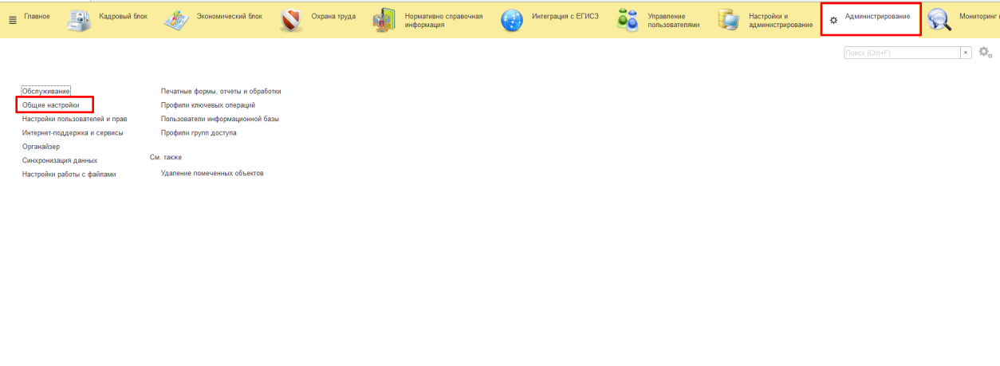 Главное
Кадровый блок
Экономический блок
Охрана труда
Нормативно справочная
информация
Интеграция с ЕГИСЗ
Управление
пользователями
Настройки и
администрирование
Администрирование
Мониторинг
Поиск (Ctrl+F)
×
Обслуживание
Общие настройки
Настройки пользователей и прав
Интернет-поддержка и сервисы
Органайзер
Синхронизация данных
Настройки работы с файлами
Печатные формы, отчеты и обработки
Профили ключевых операций
Пользователи информационной базы
Профили групп доступа
См. также
Удаление помеченных объектов